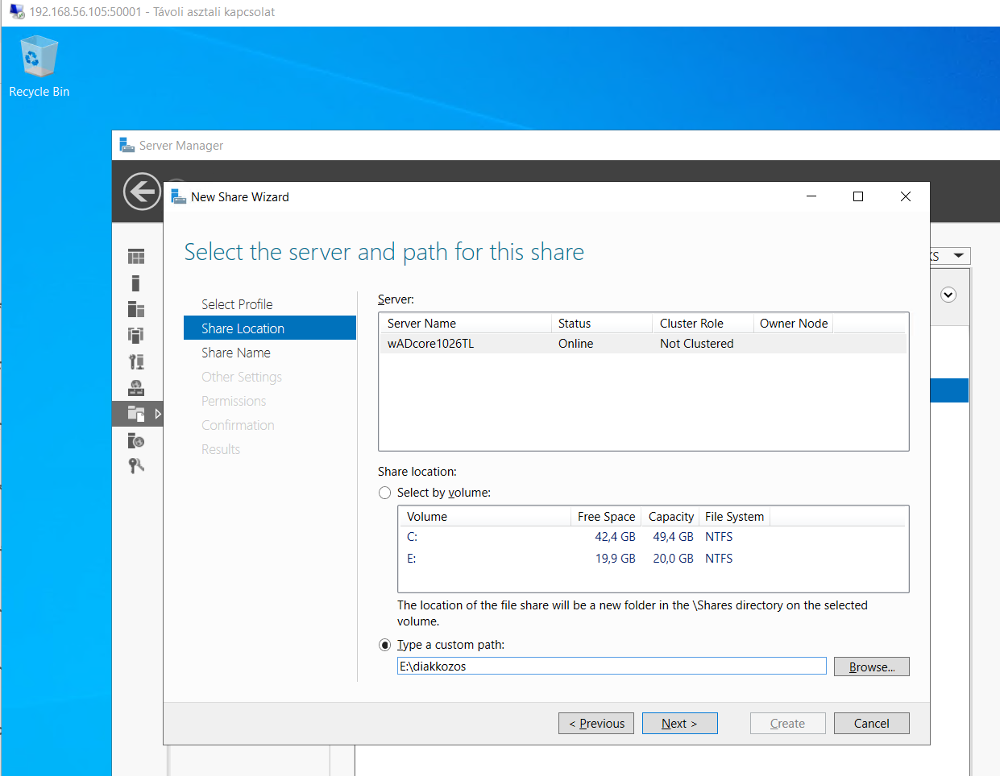 192.168.56.105:50001 - Távoli asztali kapcsolat
Recycle Bin
Server Manager
New Share Wizard
Select the server and path for this share
Select Profile
Share Location
Share Name
Other Settings
Permissions
Confirmation
Results
Server:
Server Name Status Cluster Role Owner Node
wADcore1026TL Online Not Clustered
Share location:
Select by volume:
Volume Free Space Capacity File System
C: 42,4 GB 49,4 GB NTFS
E: 19,9 GB 20,0 GB NTFS
The location of the file share will be a new folder in the \Shares directory on the selected
volume.
Type a custom path:
E:\diakkozos
Browse...
< Previous
Next >
Create
Cancel